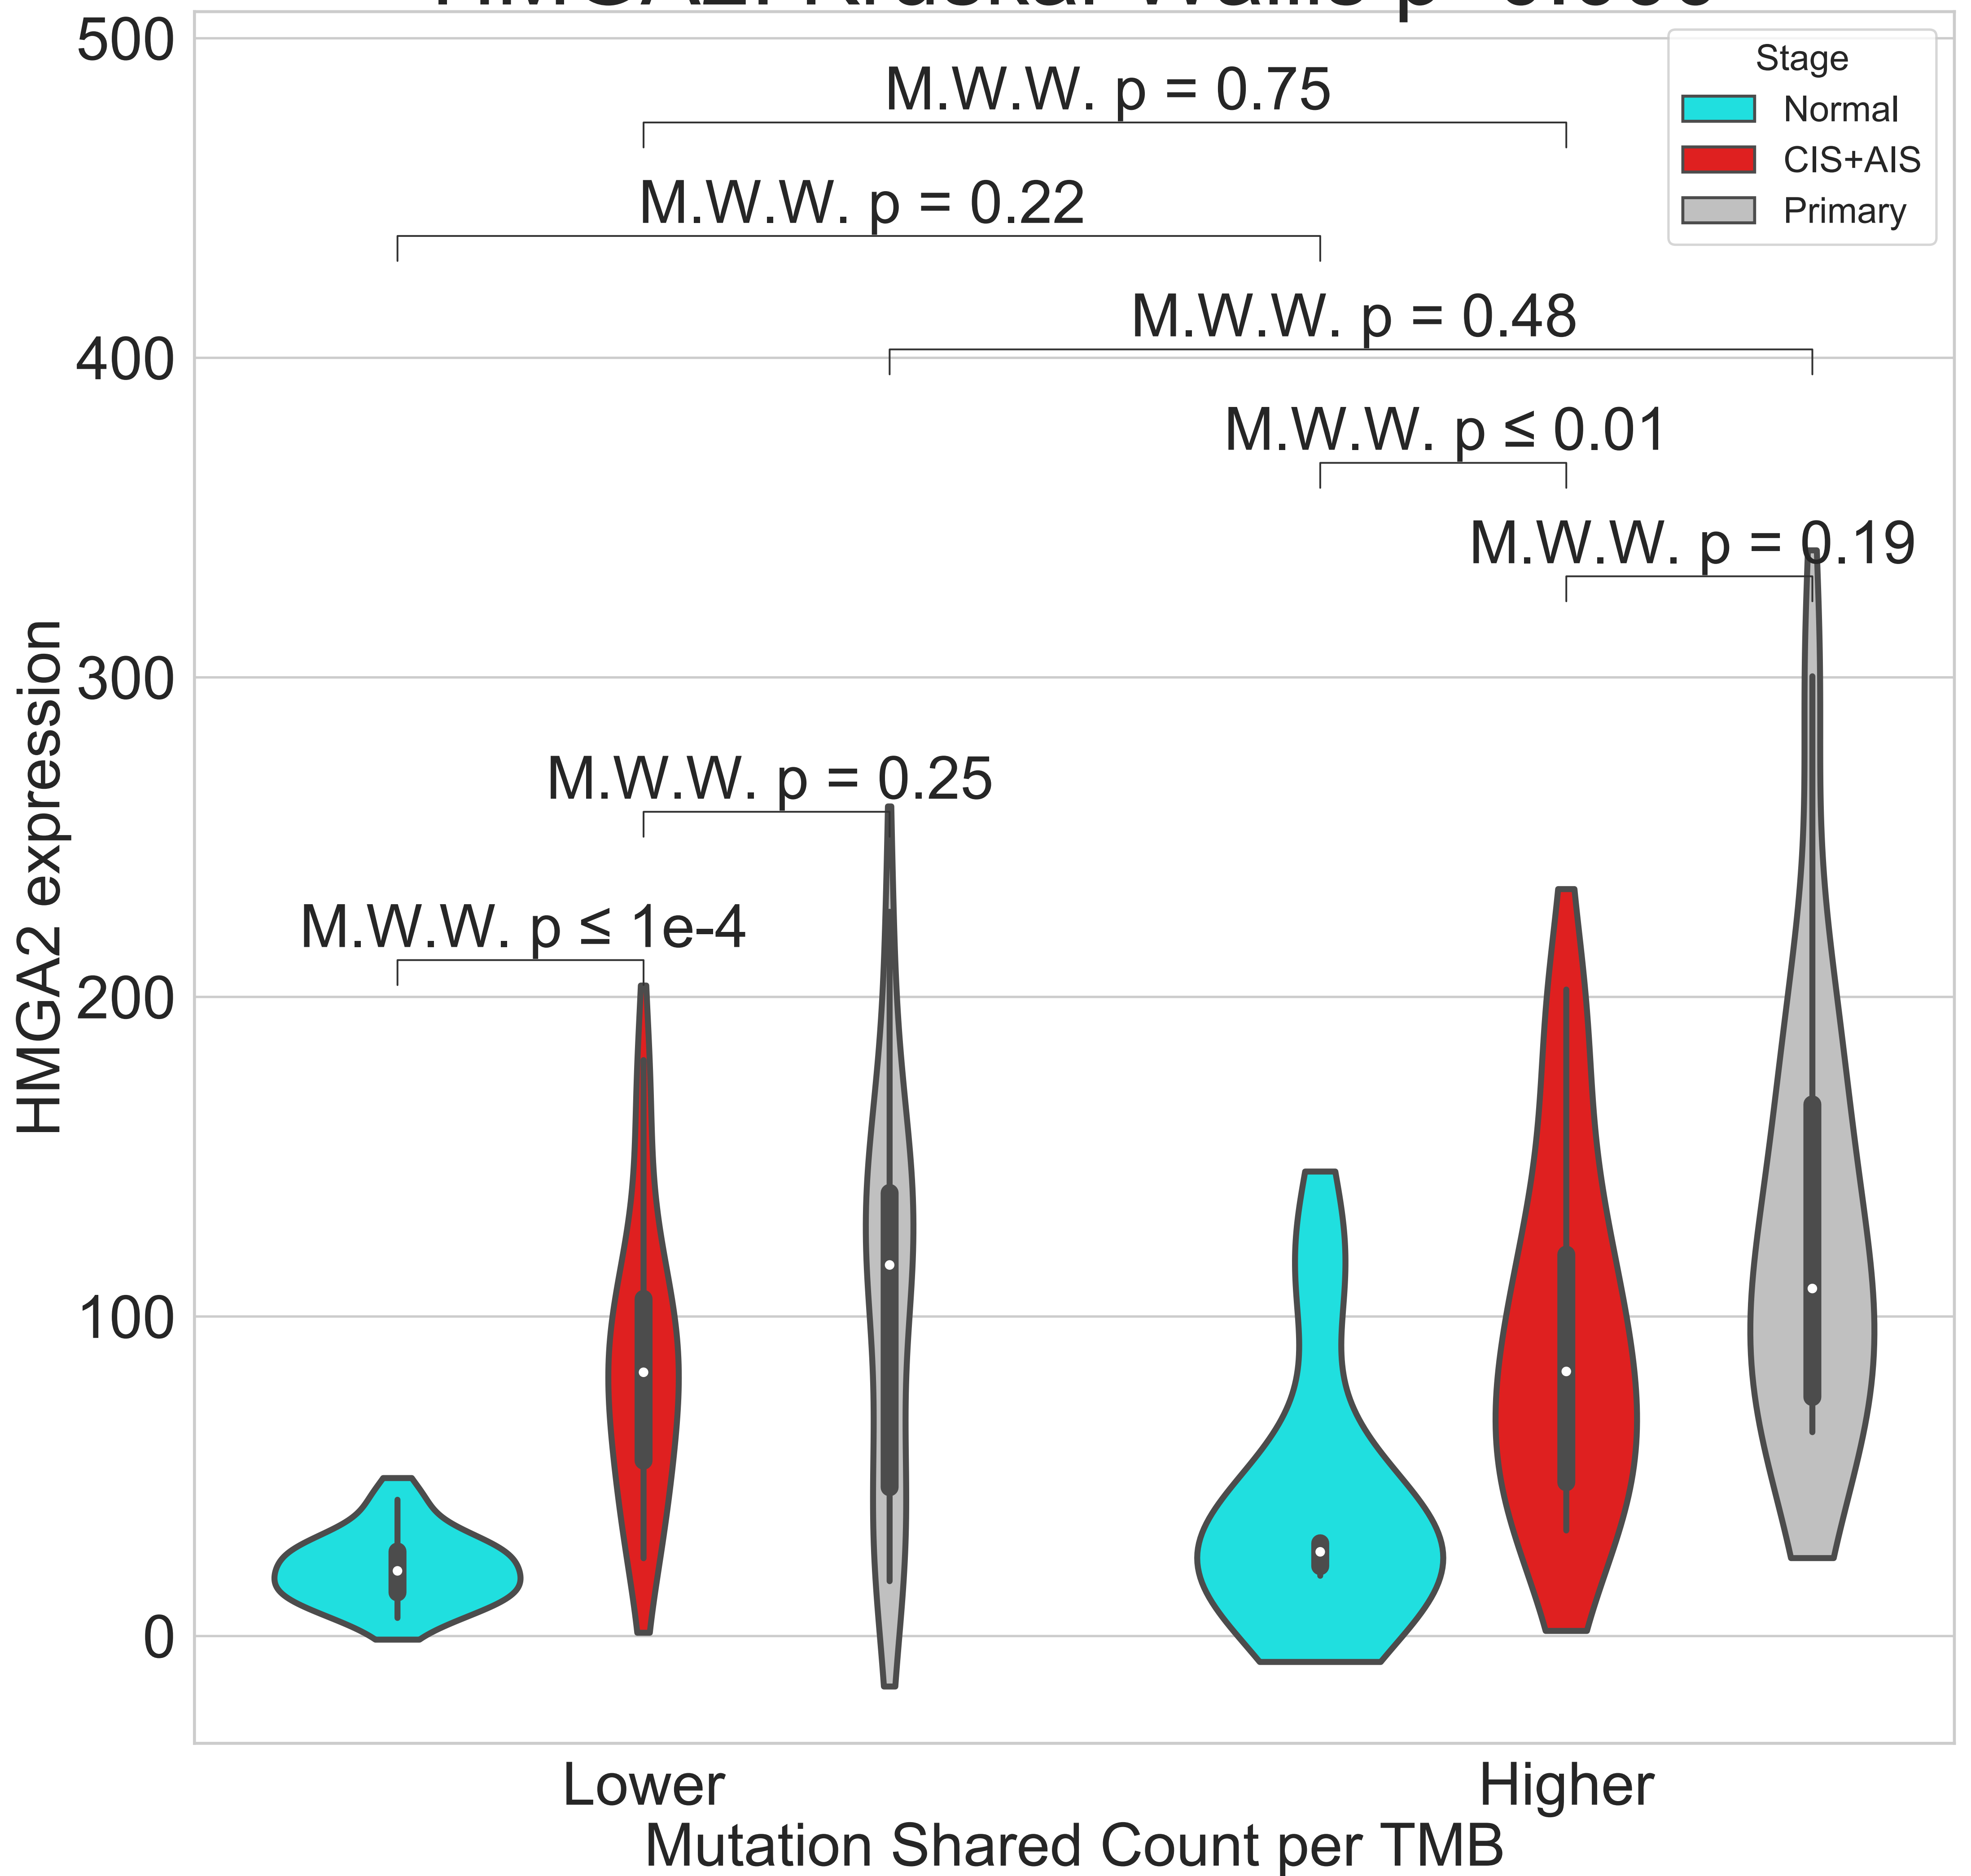 500
Stage
Normal
CIS+AIS
Primary
M.W.W. p = 0.75
M.W.W. p = 0.22
M.W.W. p = 0.48
400
M.W.W. p ≤ 0.01
M.W.W. p = 0.19
300
M.W.W. p = 0.25
M.W.W. p ≤ 1e-4
200
100
0
HMGA2 expression
Lower
Higher
Mutation Shared Count per TMB